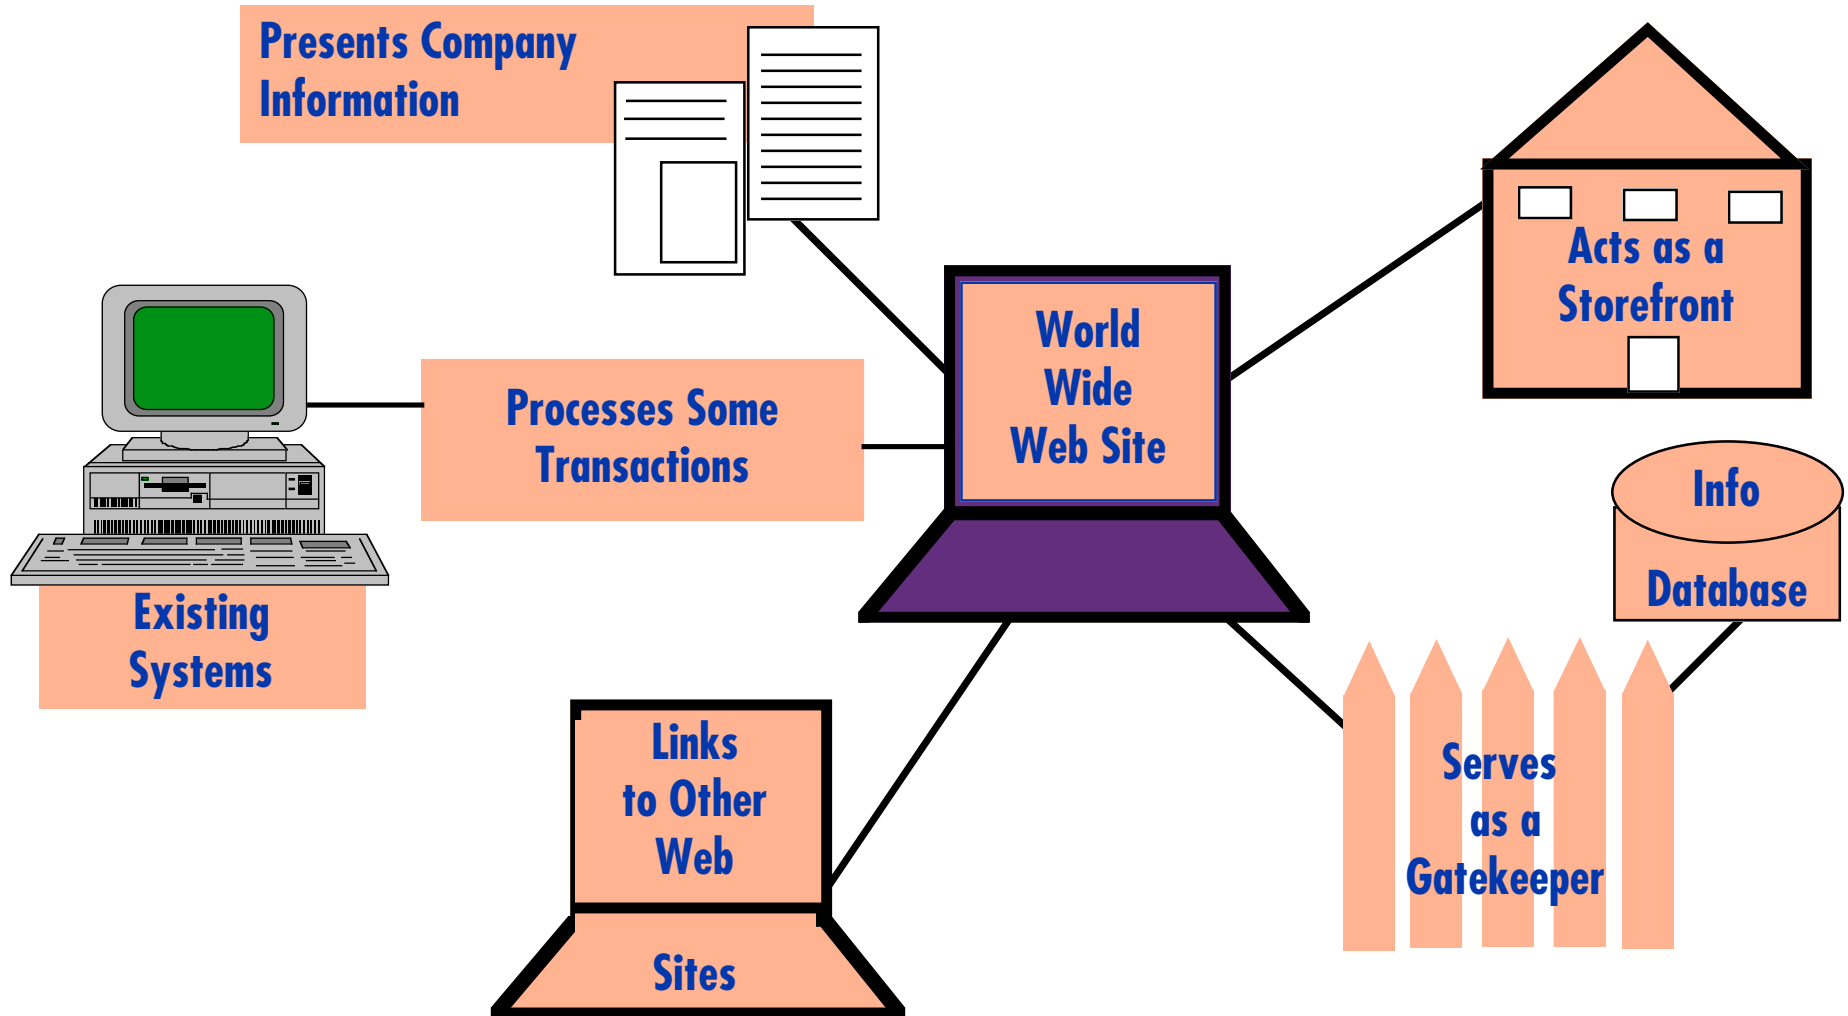 Presents Company
Information
World
Wide
Web Site
Acts as a
Storefront
Processes Some
Transactions
Existing
Systems
Info
Database
Links
to Other
Web
Sites
Serves
as a
Gatekeeper